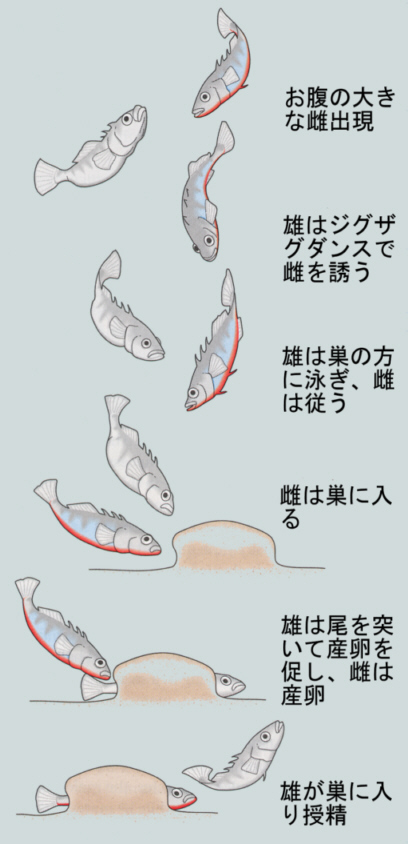 お腹の大き
な雌出現
雄はジグザ
グダンスで
雌を誘う
雄は巣の方
に泳ぎ、雌
は従う
雌は巣に入
る
雄は尾を突
いて産卵を
促し、雌は
産卵
雄が巣に入
り授精